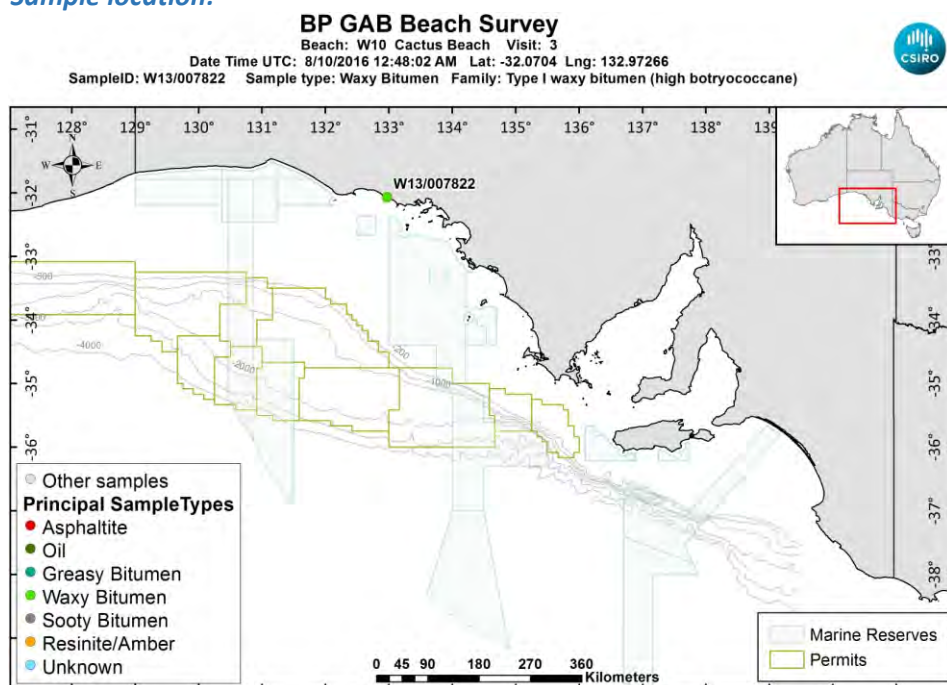 Sample location:
BP GAB Beach Survey
Beach: W10 Cactus Beach Visit: 3
Date Time UTC: 8/10/2016 12:48:02 AM Lat: -32.0704 Lng: 132.97266
SampleID: W13/007822 Sample type: Waxy Bitumen Family: Type I waxy bitumen (high botryococcane)
CSIRO
128° 129° 130° 131° 132° 133° 134° 135° 136° 137° 138° 139
-31°
-32°
-33°
-34°
-35°
-36°
-37°
-38°
N
W E
S
W13/007822
-4000
-2000
-200
-1000
-33°
-34°
-35°
-36°
-37°
-38°
Other samples
Principal SampleTypes
Asphaltite
Oil
Greasy Bitumen
Waxy Bitumen
Sooty Bitumen
Resinite/Amber
Unknown
0 45 90 180 270 360
Kilometers
Marine Reserves
Permits